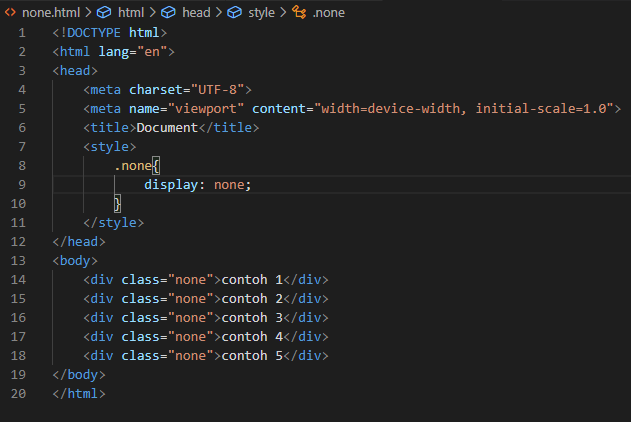 none.html > html > head > style > .none
1 <!DOCTYPE html>
2 <html lang="en">
3 <head>
4     <meta charset="UTF-8">
5     <meta name="viewport" content="width=device-width, initial-scale=1.0">
6     <title>Document</title>
7     <style>
8         .none{
9             display: none;
10         }
11     </style>
12 </head>
13 <body>
14     <div class="none">contoh 1</div>
15     <div class="none">contoh 2</div>
16     <div class="none">contoh 3</div>
17     <div class="none">contoh 4</div>
18     <div class="none">contoh 5</div>
19 </body>
20 </html>